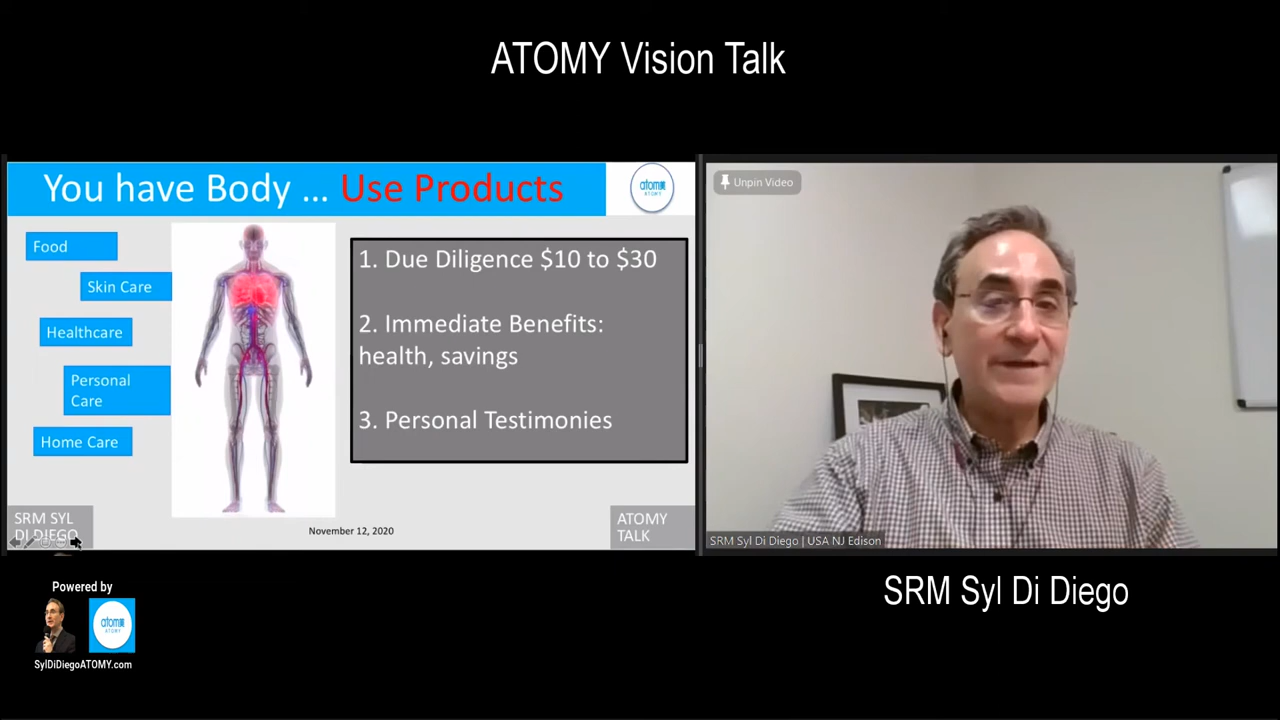 ATOMY Vision Talk
You have Body ... Use Products
atomy
ATOMY
Food
Skin Care
Healthcare
Personal
Care
Home Care
1. Due Diligence $10 to $30
2. Immediate Benefits:
health, savings
3. Personal Testimonies
SRM SYL
DI DIEGO
November 12, 2020
ATOMY
TALK
Unpin Video
SRM Syl Di Diego | USA NJ Edison
SRM Syl Di Diego
Powered by
atomy
ATOMY
SylDiDiegoATOMY.com